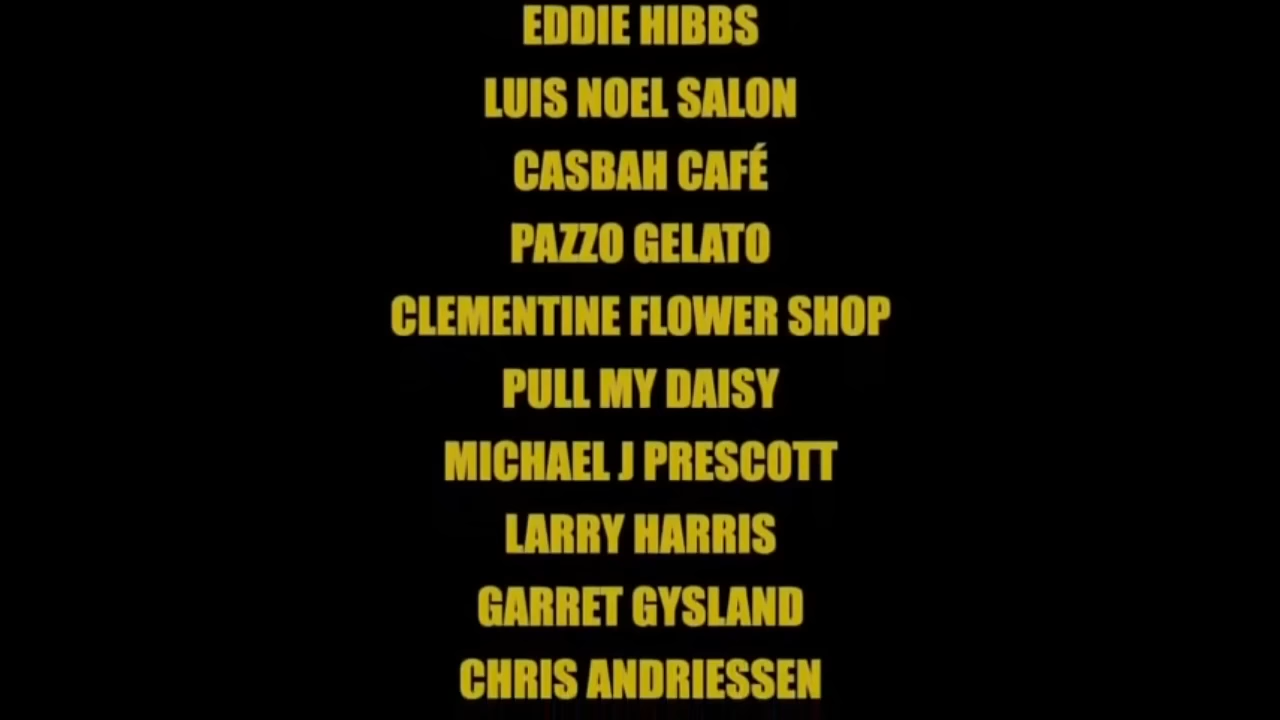 EDDIE HIBBS
LUIS NOEL SALON
CASBAH CAFÉ
PAZZO GELATO
CLEMENTINE FLOWER SHOP
PULL MY DAISY
MICHAEL J PRESCOTT
LARRY HARRIS
GARRET GYSLAND
CHRIS ANDRIESSEN